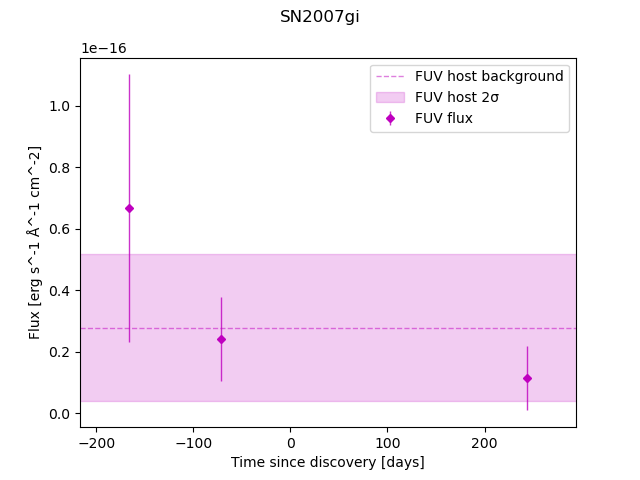 SN2007gi
1e−16
FUV host background
FUV host 2σ
FUV flux
1.0
0.8
0.6
0.4
0.2
0.0
Flux [erg s^-1 Å^-1 cm^-2]
−200 −100 0 100 200
Time since discovery [days]